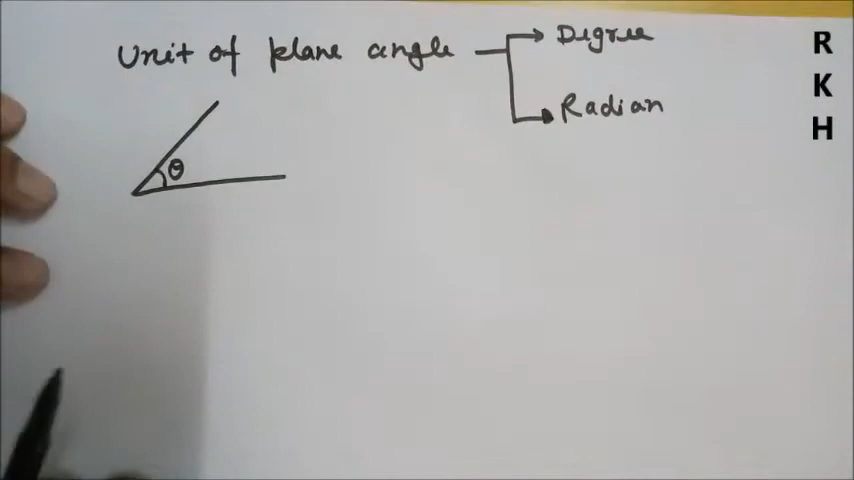 Unit of plane angle
Degree
Radian
θ
R
K
H